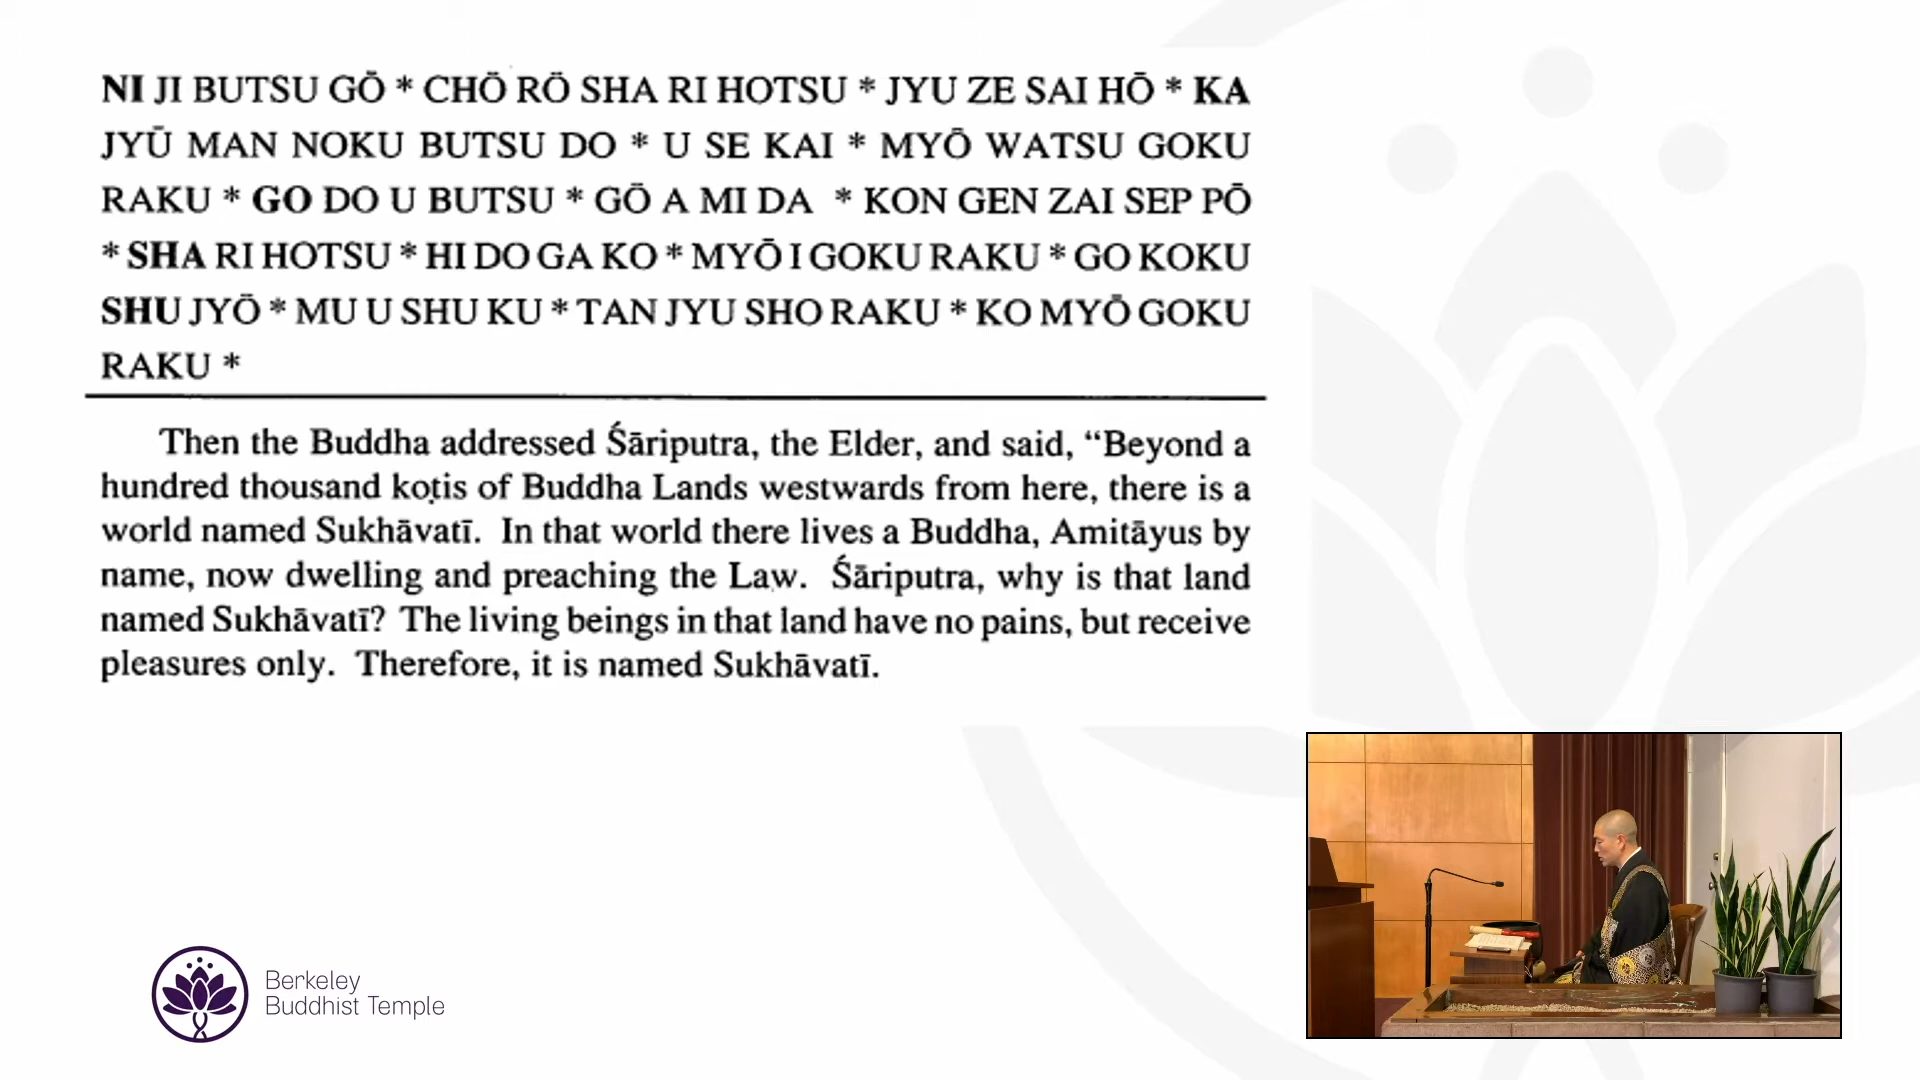 NI JI BUTSU GŌ * CHŌ RŌ SHA RI HOTSU * JYU ZE SAI HŌ * KA
JYŪ MAN NOKU BUTSU DO * U SE KAI * MYŌ WATSU GOKU
RAKU * GO DO U BUTSU * GŌ A MI DA * KON GEN ZAI SEP PŌ
* SHA RI HOTSU * HI DO GA KO * MYŌ I GOKU RAKU * GO KOKU
SHU JYŌ * MU U SHU KU * TAN JYU SHO RAKU * KO MYŌ GOKU
RAKU *
Then the Buddha addressed Śāriputra, the Elder, and said, “Beyond a
hundred thousand koṭis of Buddha Lands westwards from here, there is a
world named Sukhāvatī. In that world there lives a Buddha, Amitāyus by
name, now dwelling and preaching the Law. Śāriputra, why is that land
named Sukhāvatī? The living beings in that land have no pains, but receive
pleasures only. Therefore, it is named Sukhāvatī.
Berkeley
Buddhist Temple